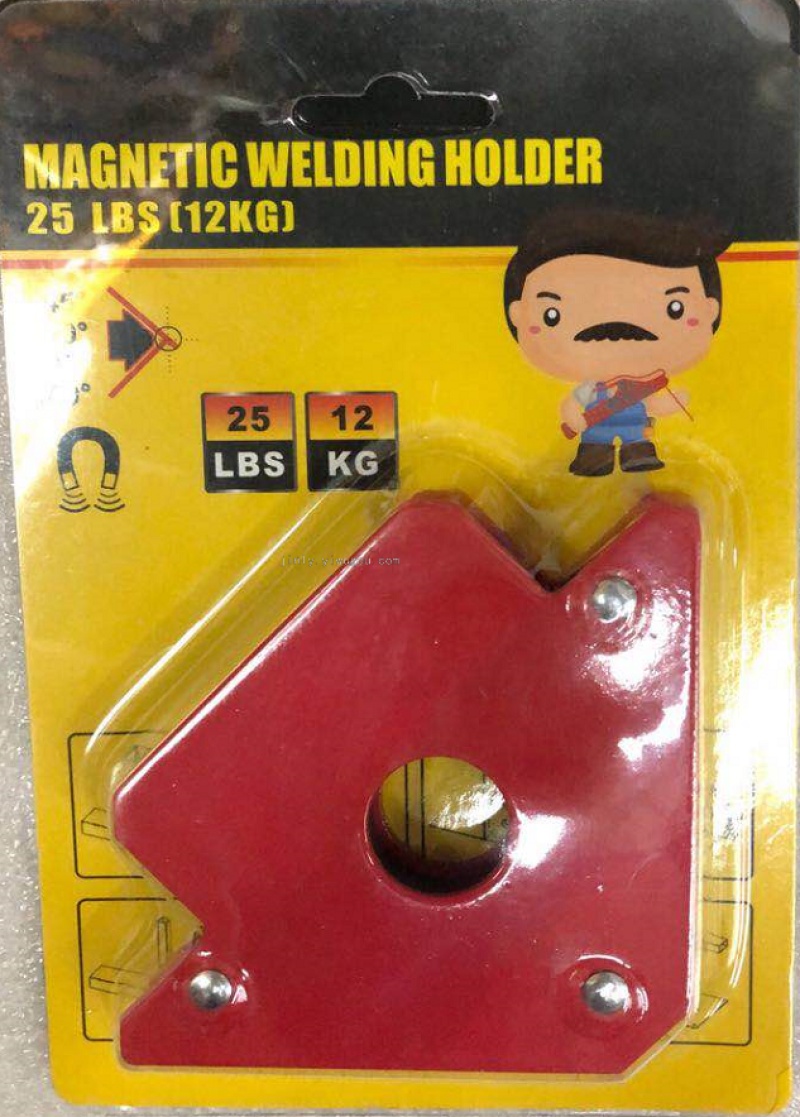 MAGNETIC WELDING HOLDER
25 LBS (12KG)
25
LBS
12
KG